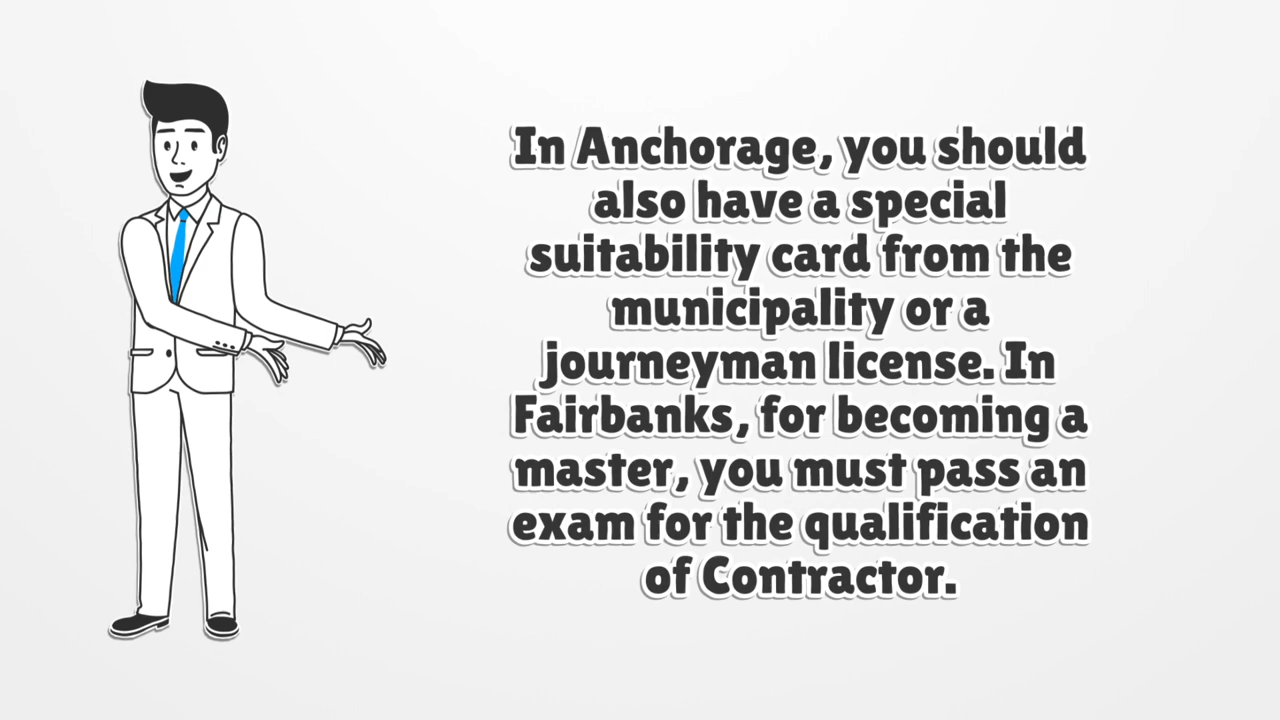 In Anchorage, you should
also have a special
suitability card from the
municipality or a
journeyman license. In
Fairbanks, for becoming a
master, you must pass an
exam for the qualification
of Contractor.